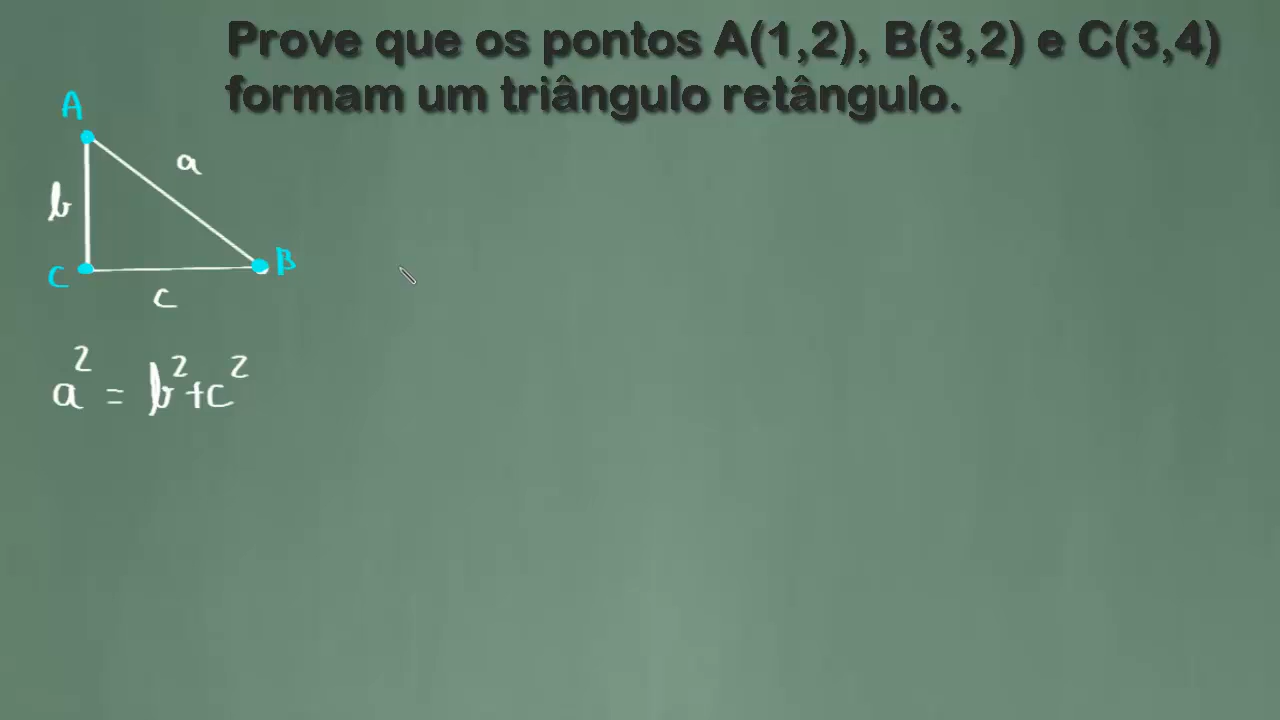 Prove que os pontos A(1,2), B(3,2) e C(3,4)
formam um triângulo retângulo.
A
a
b
C
B
c
a² = b²+c²